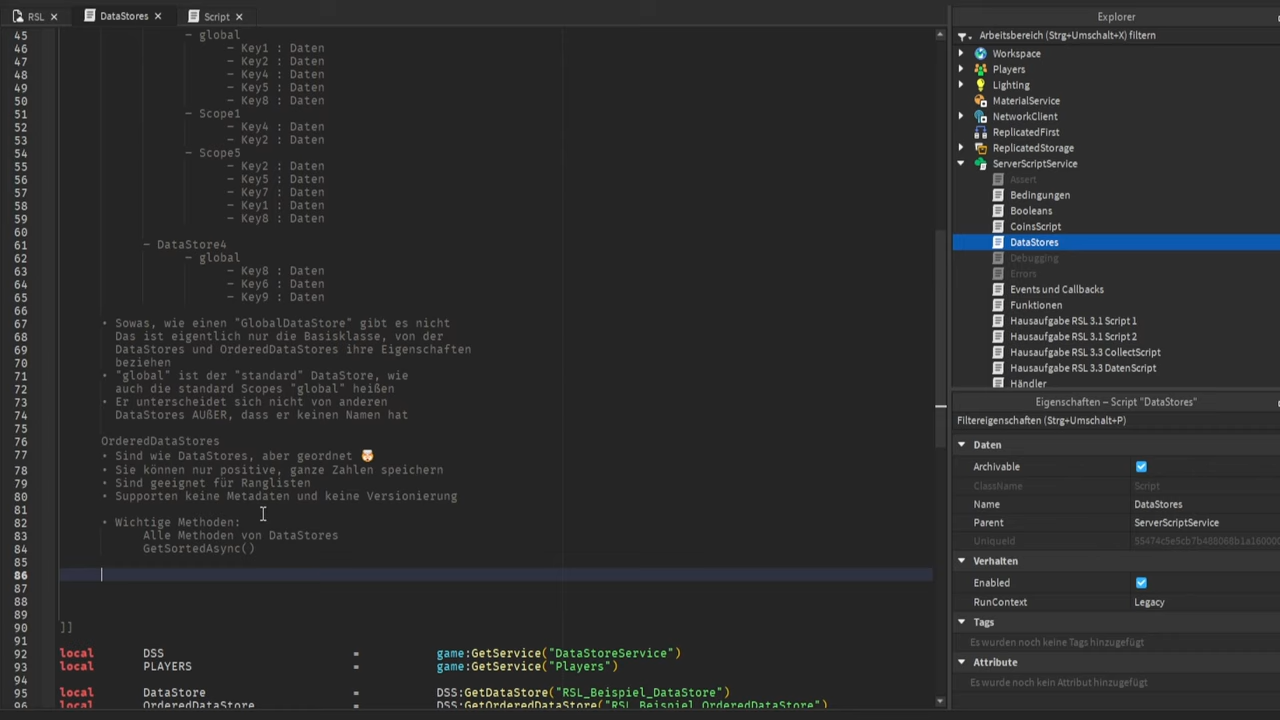 RSL
DataStores
Script
45 - global
46 - Key1 : Daten
47 - Key2 : Daten
48 - Key4 : Daten
49 - Key5 : Daten
50 - Key8 : Daten
51 - Scope1
52 - Key4 : Daten
53 - Key2 : Daten
54 - Scope5
55 - Key2 : Daten
56 - Key5 : Daten
57 - Key7 : Daten
58 - Key1 : Daten
59 - Key8 : Daten
60
61 - DataStore4
62 - global
63 - Key8 : Daten
64 - Key6 : Daten
65 - Key9 : Daten
66
67 • Sowas, wie einen "GlobalDataStore" gibt es nicht
68 Das ist eigentlich nur die Basisklasse, von der
69 DataStores und OrderedDataStores ihre Eigenschaften
70 beziehen
71 • "global" ist der "standard" DataStore, wie
72 auch die standard Scopes "global" heißen
73 • Er unterscheidet sich nicht von anderen
74 DataStores AUßER, dass er keinen Namen hat
75
76 OrderedDataStores
77 • Sind wie DataStores, aber geordnet 🤯
78 • Sie können nur positive, ganze Zahlen speichern
79 • Sind geeignet für Ranglisten
80 • Supporten keine Metadaten und keine Versionierung
81
82 • Wichtige Methoden:
83 Alle Methoden von DataStores
84 GetSortedAsync()
85
86
87
88
89
90 ]]
91
92 local DSS = game:GetService("DataStoreService")
93 local PLAYERS = game:GetService("Players")
94
95 local DataStore = DSS:GetDataStore("RSL_Beispiel_DataStore")
96 local OrderedDataStore = DSS:GetOrderedDataStore("RSL_Beispiel_OrderedDataStore")
Explorer
Arbeitsbereich (Strg+Umschalt+X) filtern
Workspace
Players
Lighting
MaterialService
NetworkClient
ReplicatedFirst
ReplicatedStorage
ServerScriptService
Assert
Bedingungen
Booleans
CoinsScript
DataStores
Debugging
Errors
Events und Callbacks
Funktionen
Hausaufgabe RSL 3.1 Script 1
Hausaufgabe RSL 3.1 Script 2
Hausaufgabe RSL 3.3 CollectScript
Hausaufgabe RSL 3.3 DatenScript
Händler
Eigenschaften – Script "DataStores"
Filtereigenschaften (Strg+Umschalt+P)
Daten
Archivable
ClassName Script
Name DataStores
Parent ServerScriptService
UniqueId
Verhalten
Enabled
RunContext Legacy
Tags
Es wurden noch keine Tags hinzugefügt
Attribute
Es wurde noch kein Attribut hinzugefügt